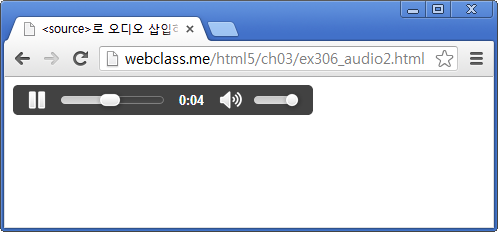 <source>로 오디오 삽입
webclass.me/html5/ch03/ex306_audio2.html
0:04